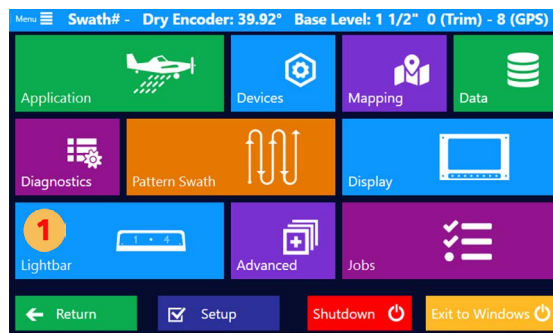 Menu Swath# - Dry Encoder: 39.92° Base Level: 1 1/2" 0 (Trim) - 8 (GPS)
Application Devices Mapping Data
Diagnostics Pattern Swath Display
1 1 • 4
Lightbar Advanced Jobs
Return Setup Shutdown Exit to Windows